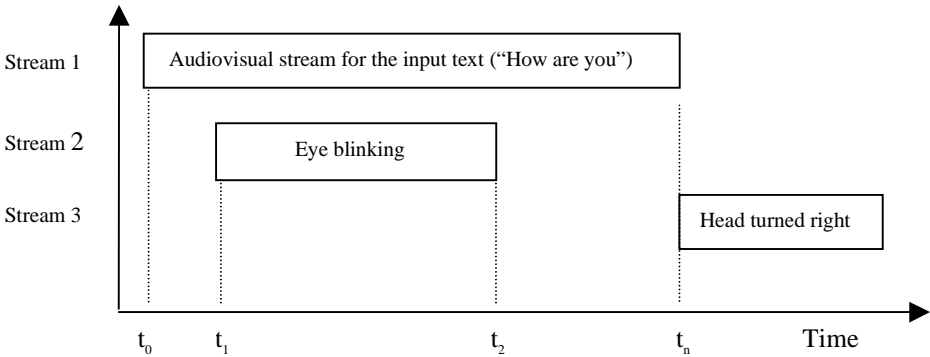 Stream 1
Audiovisual stream for the input text (“How are you”)
Stream 2
Eye blinking
Stream 3
Head turned right
t0 t1 t2 tn Time